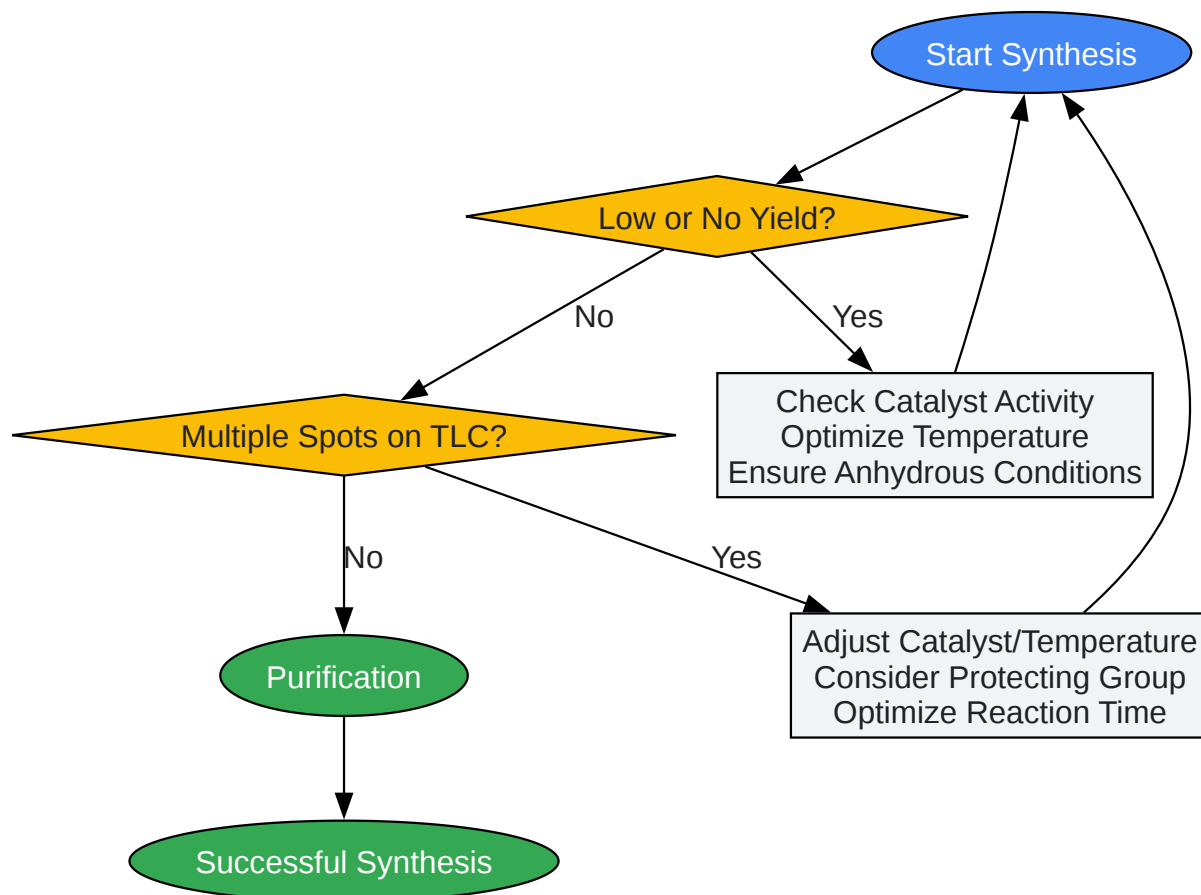 Start Synthesis
Low or No Yield?
No
Yes
Check Catalyst Activity
Optimize Temperature
Ensure Anhydrous Conditions
Multiple Spots on TLC?
No
Yes
Adjust Catalyst/Temperature
Consider Protecting Group
Optimize Reaction Time
Purification
Successful Synthesis